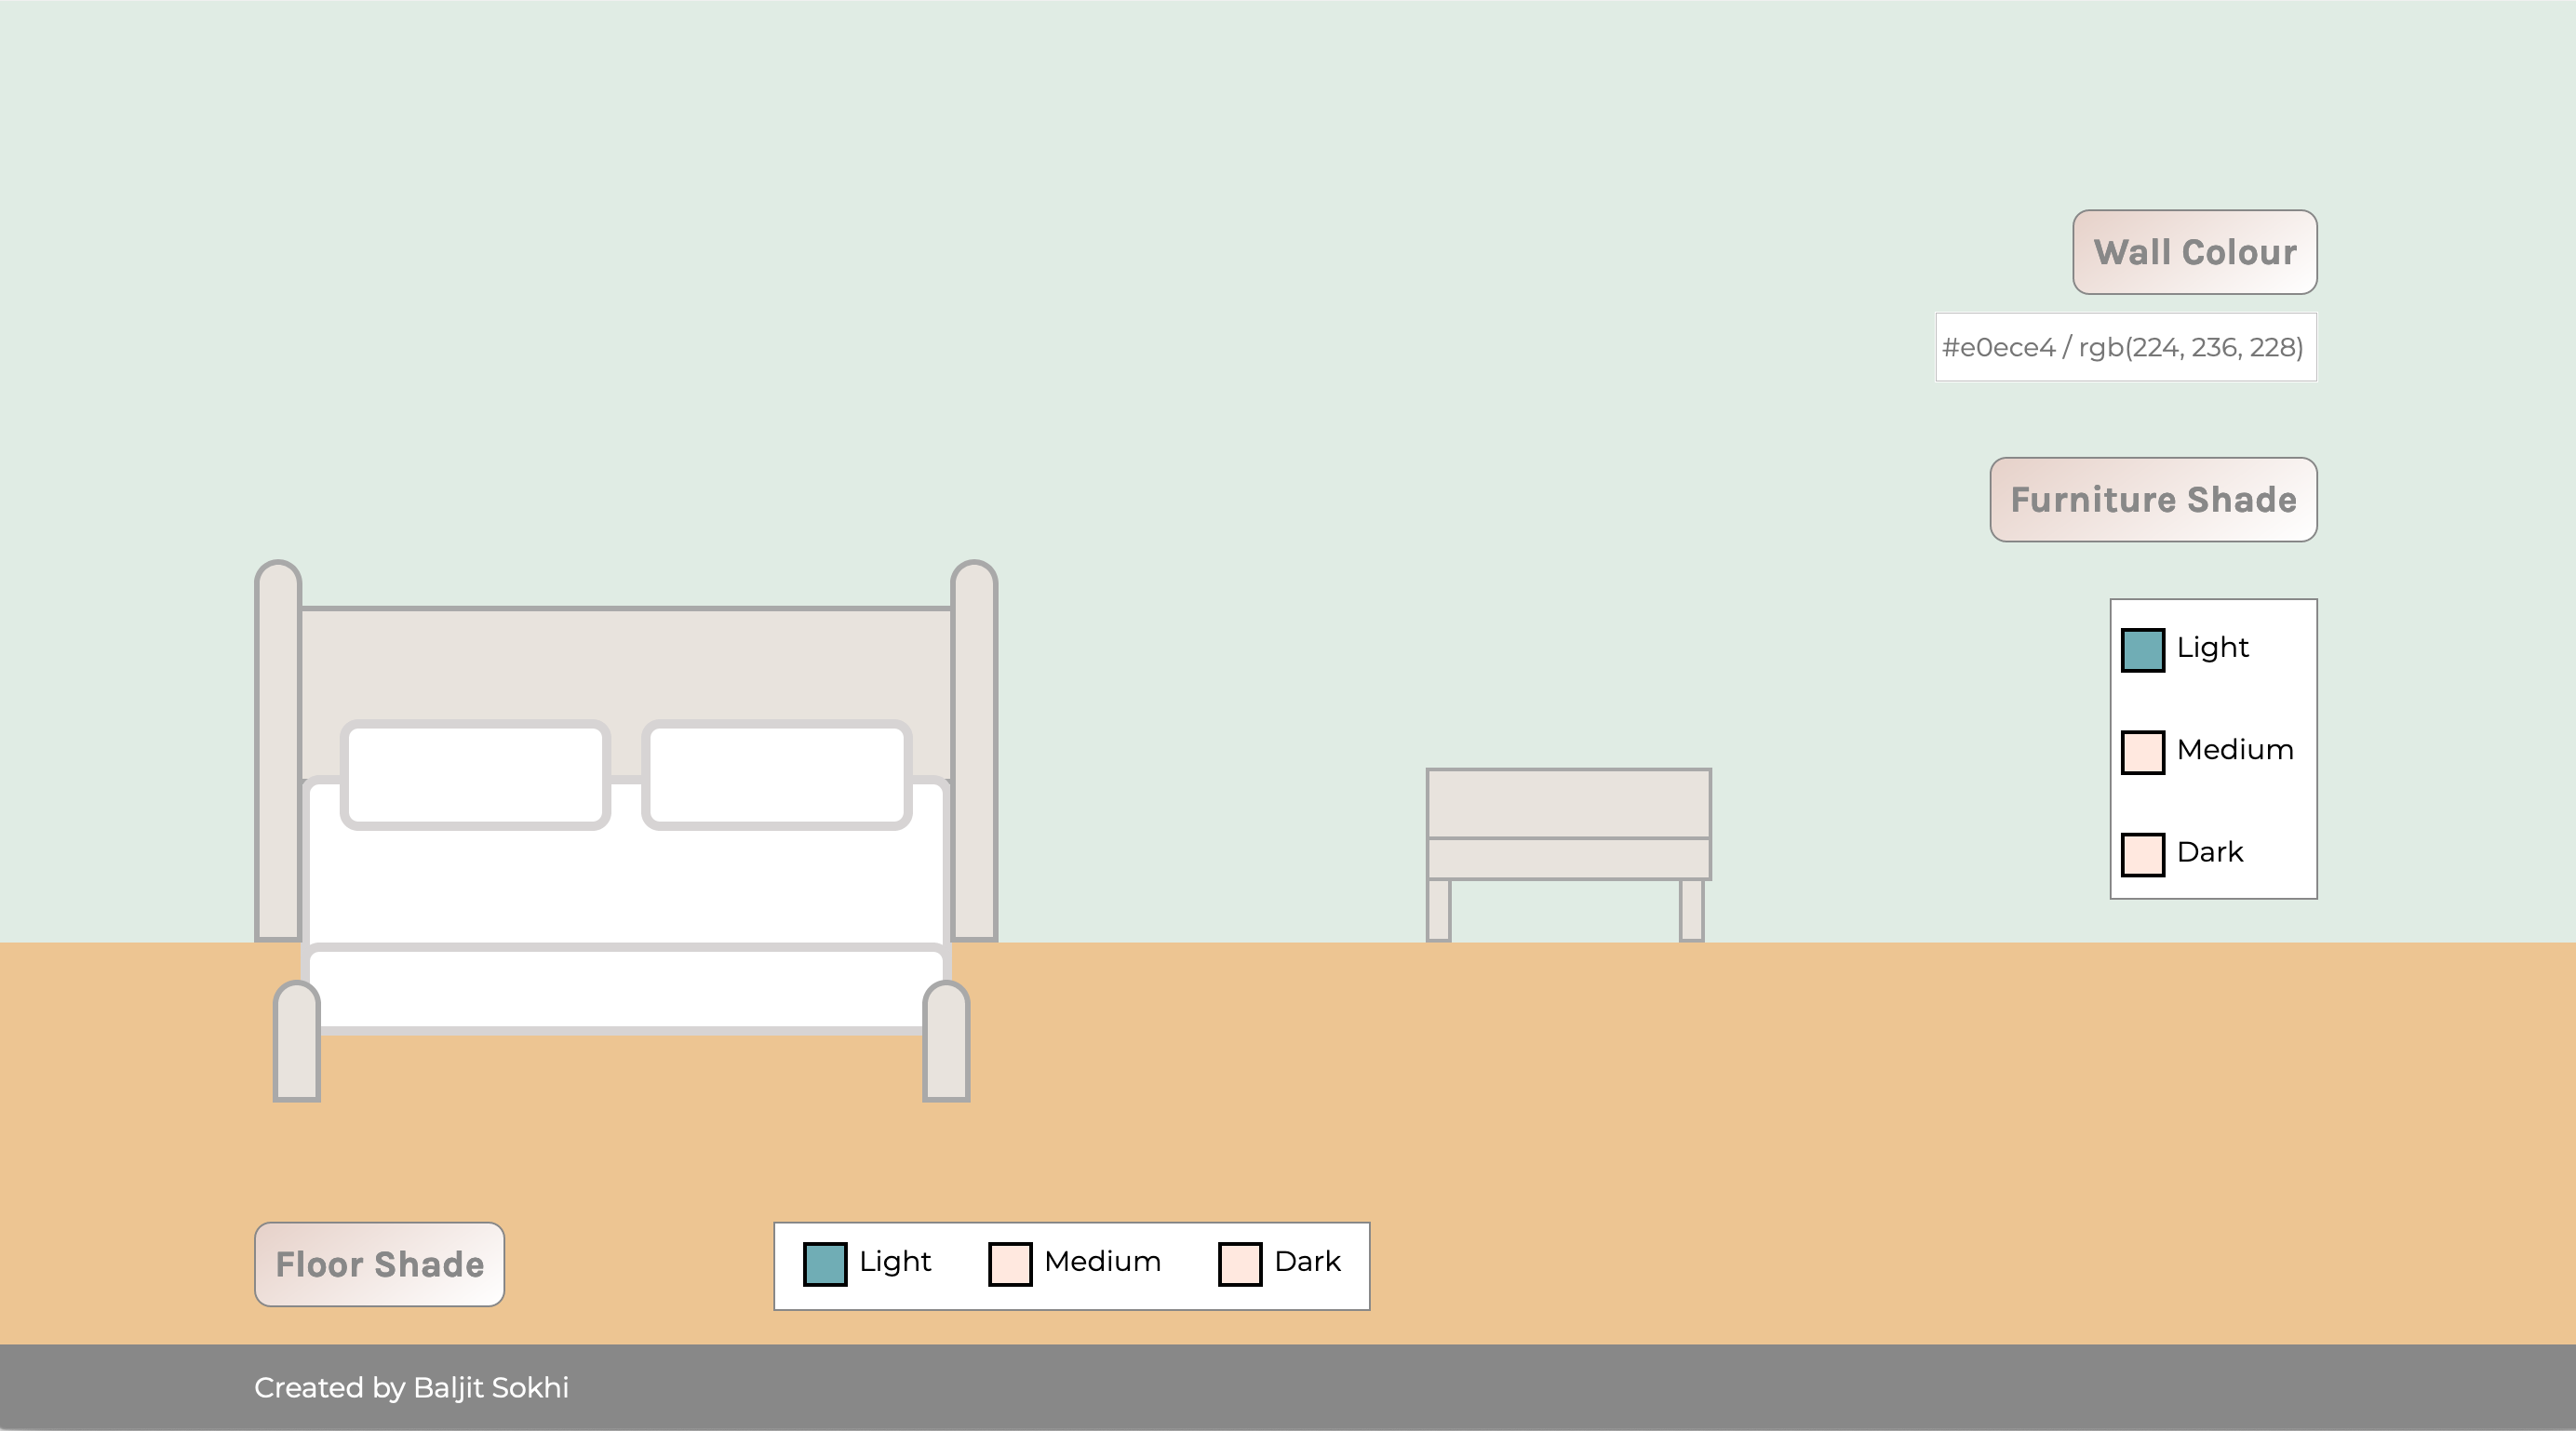 Wall Colour
#e0ece4 / rgb(224, 236, 228)
Furniture Shade
Light
Medium
Dark
Floor Shade
Light
Medium
Dark
Created by Baljit Sokhi